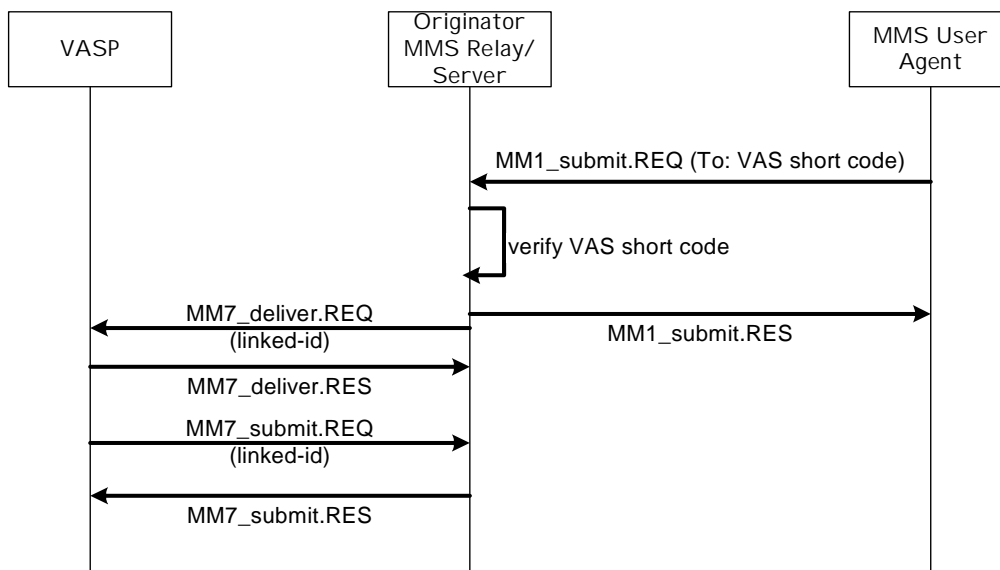 VASP
Originator
MMS Relay/
Server
MMS User
Agent
MM1_submit.REQ (To: VAS short code)
verify VAS short code
MM7_deliver.REQ
(linked-id)
MM1_submit.RES
MM7_deliver.RES
MM7_submit.REQ
(linked-id)
MM7_submit.RES